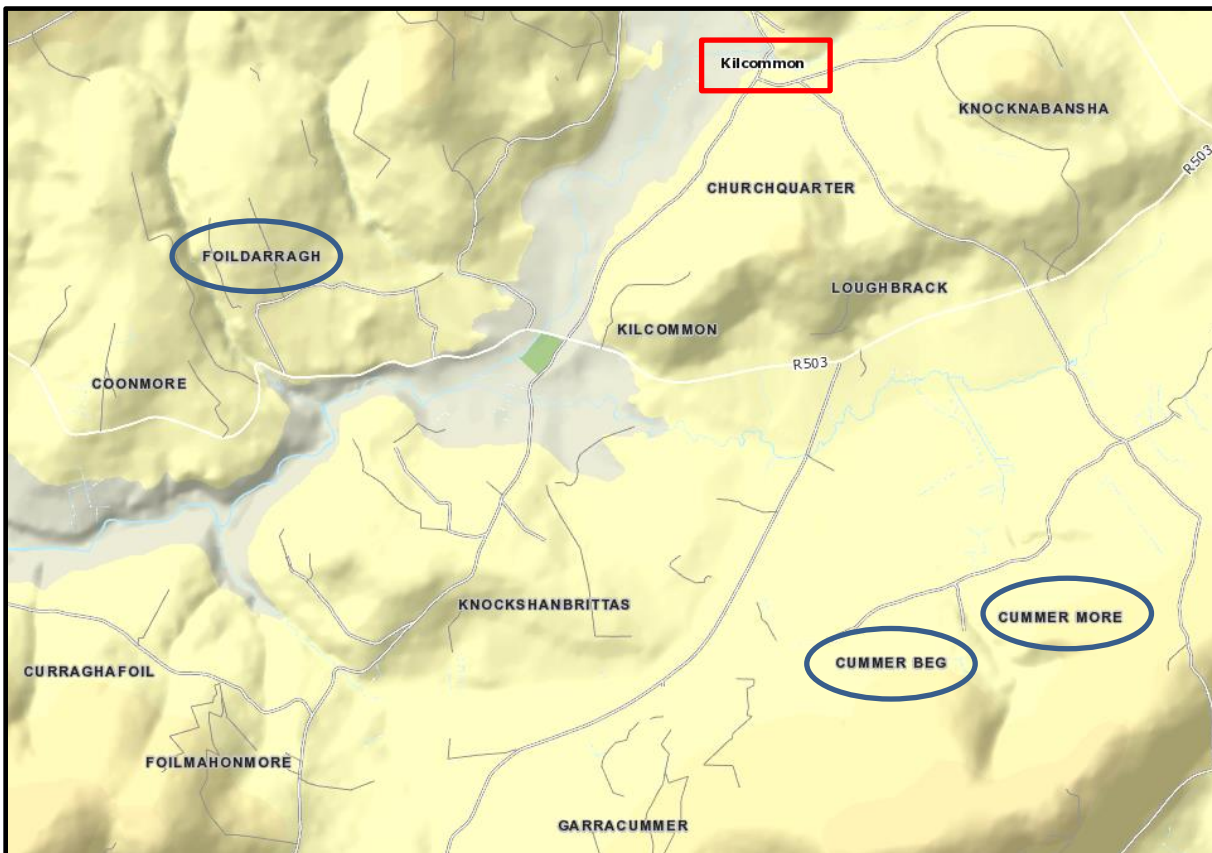 Kilcommon
KNOCKNABANSHA
R503
CHURCHQUARTER
FOILDARRAGH
LOUGHBRACK
KILCOMMON
R503
COONMORE
KNOCKSHANBRITTAS
CUMMER MORE
CUMMER BEG
CURRAGHAFOIL
FOILMAHONMORE
GARRACUMMER